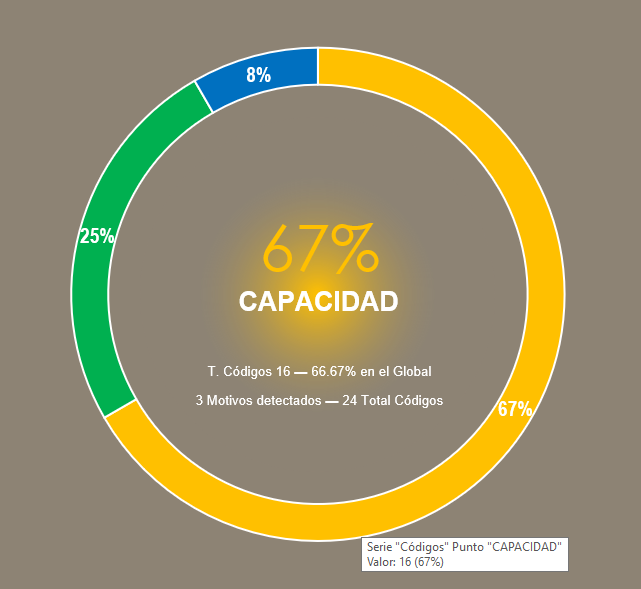 8%
25%
67%
CAPACIDAD
T. Códigos 16 — 66.67% en el Global
3 Motivos detectados — 24 Total Códigos
67%
Serie "Códigos" Punto "CAPACIDAD"
Valor: 16 (67%)